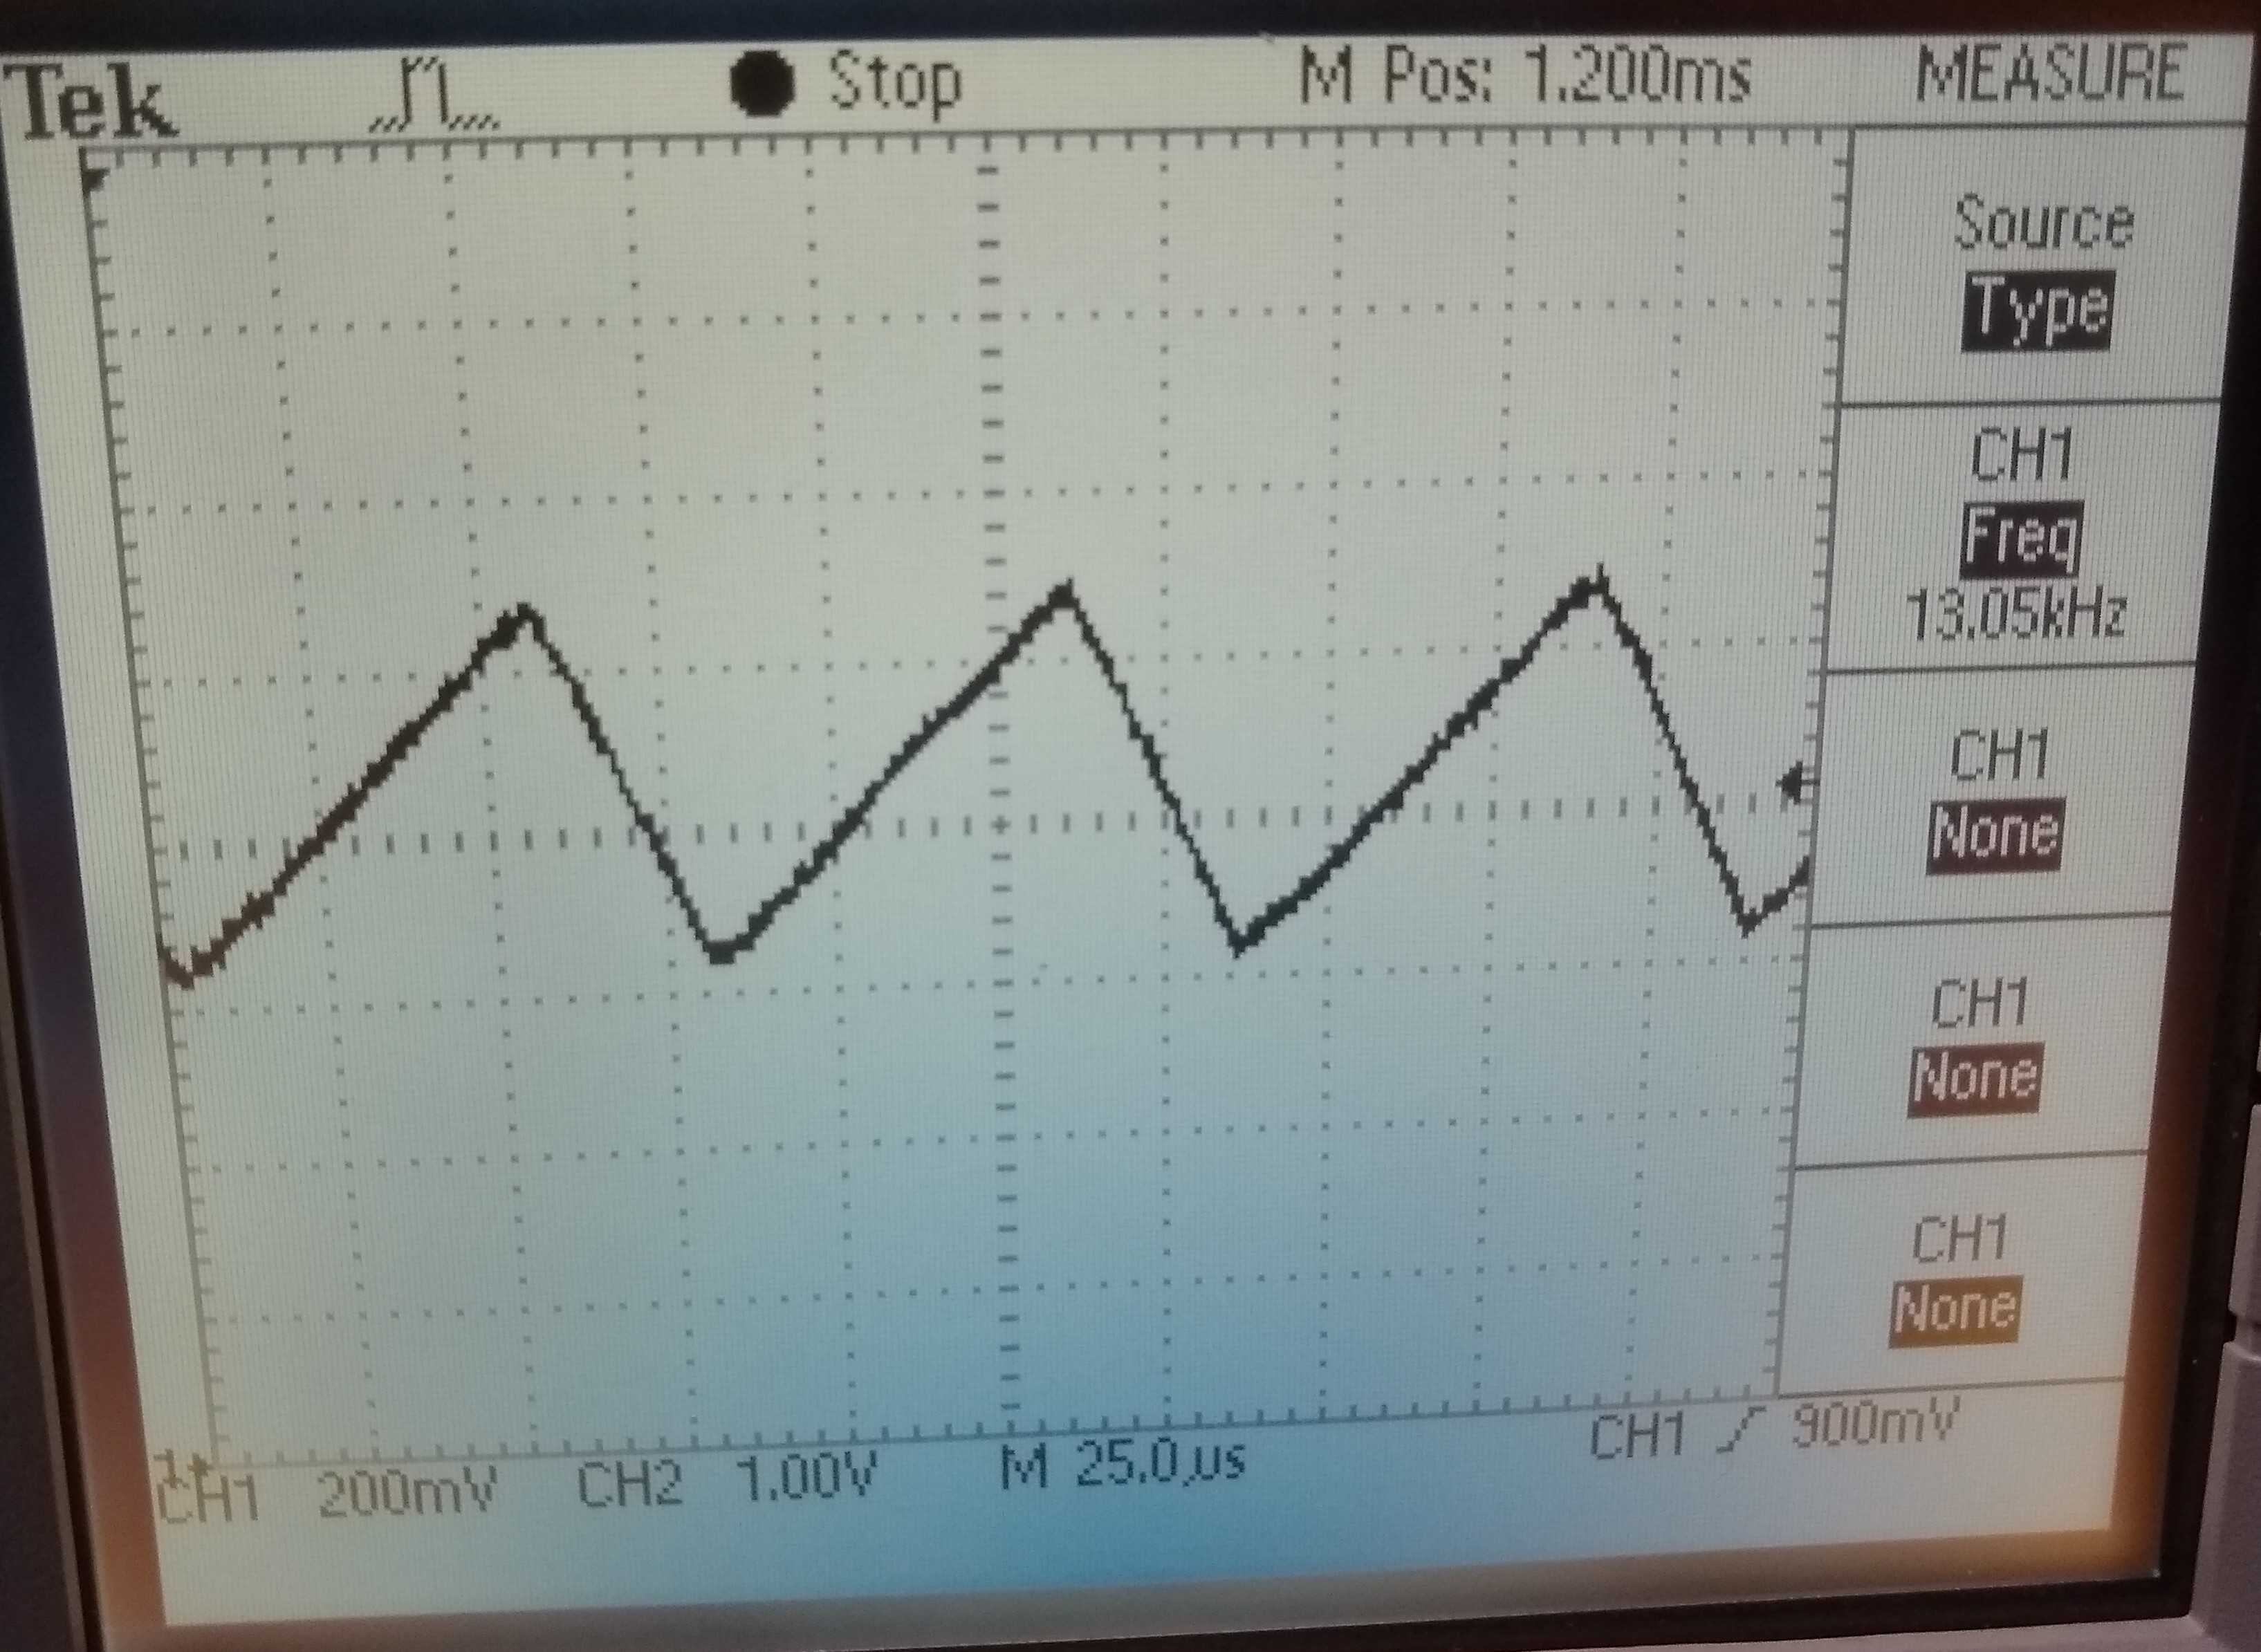 Tek Stop M Pos: 1.200ms MEASURE
Source
Type
CH1
Freq
13.05kHz
CH1
None
CH1
None
CH1
None
1
CH1 200mV CH2 1.00V M 25.0µs CH1 900mV